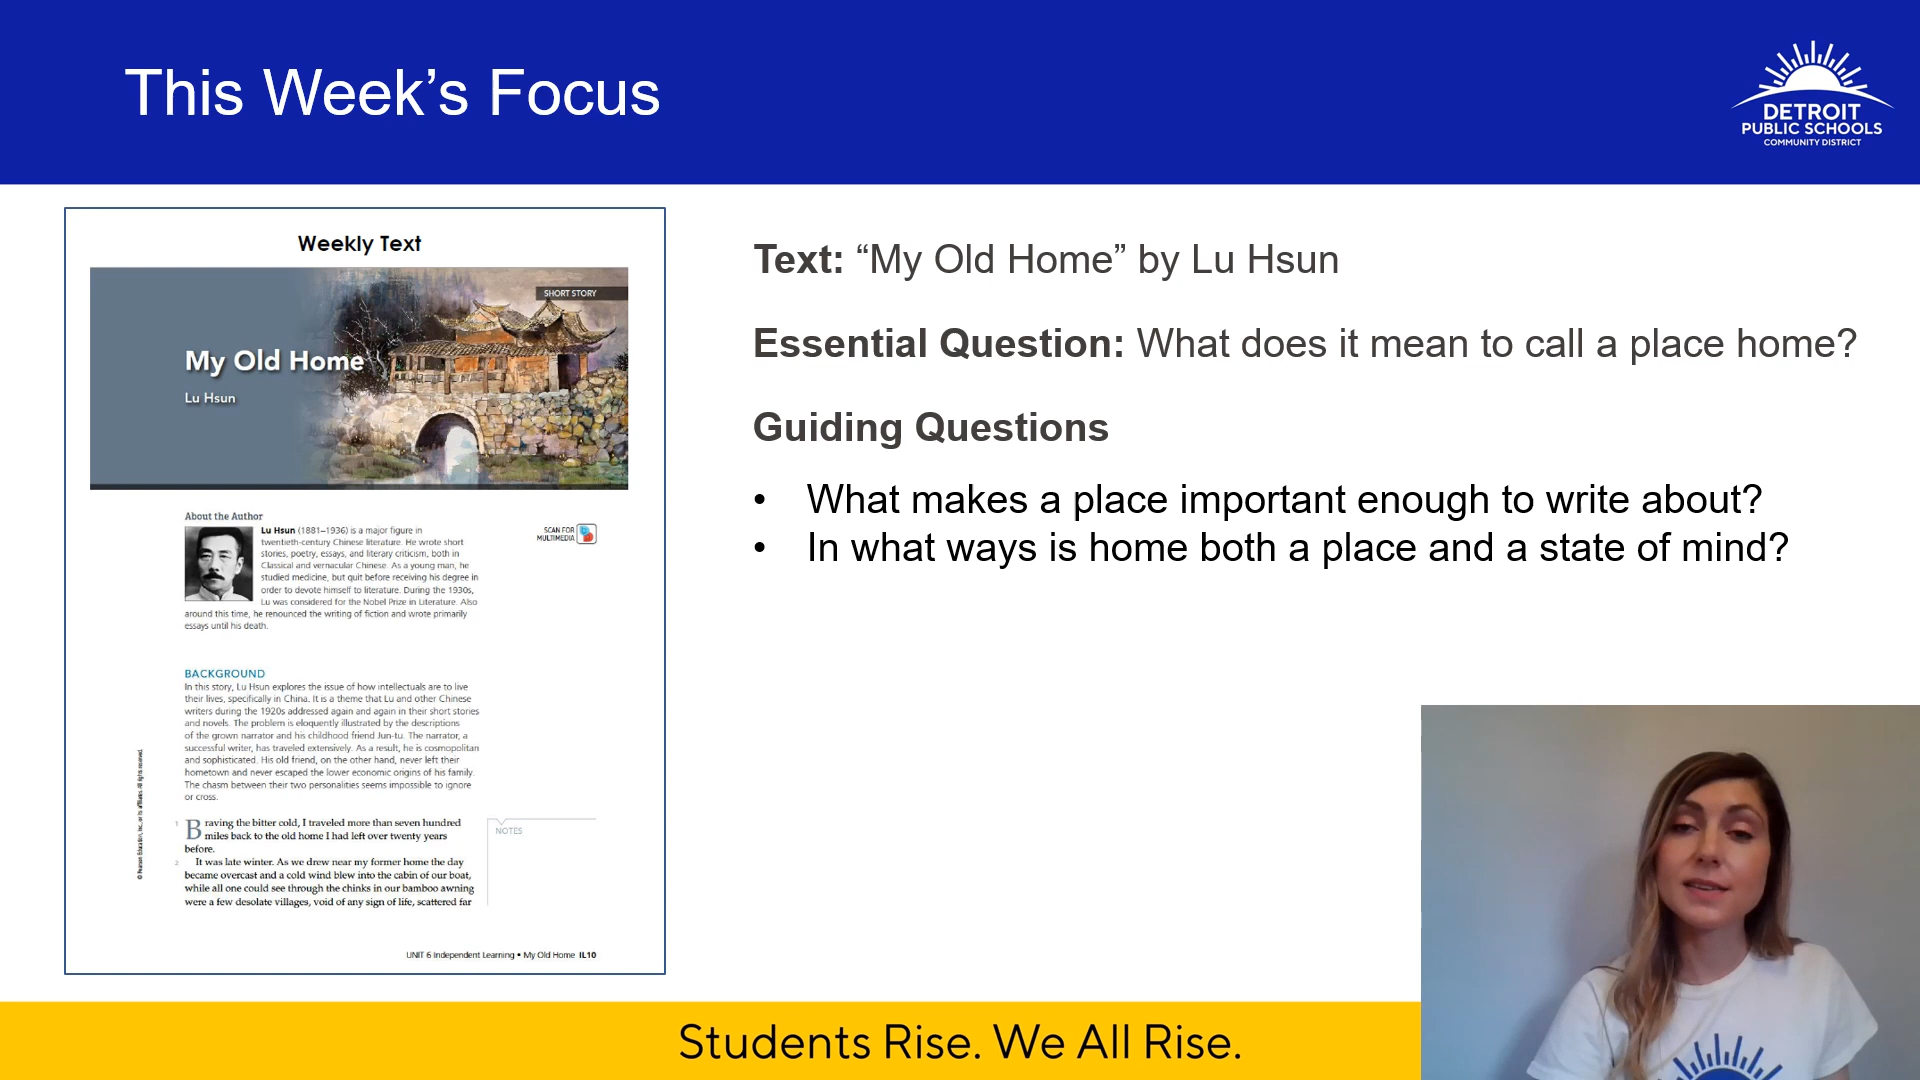 This Week’s Focus
DETROIT
PUBLIC SCHOOLS
COMMUNITY DISTRICT
Weekly Text
SHORT STORY
My Old Home
Lu Hsun
About the Author
Lu Hsun (1881–1936) is a major figure in
twentieth-century Chinese literature. He wrote short
stories, poetry, essays, and literary criticism, both in
Classical and vernacular Chinese. As a young man, he
studied medicine, but quit before receiving his degree in
order to devote himself to literature. During the 1930s,
Lu was considered for the Nobel Prize in Literature. Also
around this time, he renounced the writing of fiction and wrote primarily
essays until his death.
SCAN FOR
MULTIMEDIA
BACKGROUND
In this story, Lu Hsun explores the issue of how intellectuals are to live
their lives, specifically in China. It is a theme that Lu and other Chinese
writers during the 1920s addressed again and again in their short stories
and novels. The problem is eloquently illustrated by the descriptions
of the grown narrator and his childhood friend Jun-tu. The narrator, a
successful writer, has traveled extensively. As a result, he is cosmopolitan
and sophisticated. His old friend, on the other hand, never left their
hometown and never escaped the lower economic origins of his family.
The chasm between their two personalities seems impossible to ignore
or cross.
1 Braving the bitter cold, I traveled more than seven hundred
miles back to the old home I had left over twenty years
before.
2 It was late winter. As we drew near my former home the day
became overcast and a cold wind blew into the cabin of our boat,
while all one could see through the chinks in our bamboo awning
were a few desolate villages, void of any sign of life, scattered far
NOTES
© Pearson Education, Inc., or its affiliates. All rights reserved.
UNIT 6 Independent Learning • My Old Home IL10
Text: “My Old Home” by Lu Hsun
Essential Question: What does it mean to call a place home?
Guiding Questions
• What makes a place important enough to write about?
• In what ways is home both a place and a state of mind?
Students Rise. We All Rise.